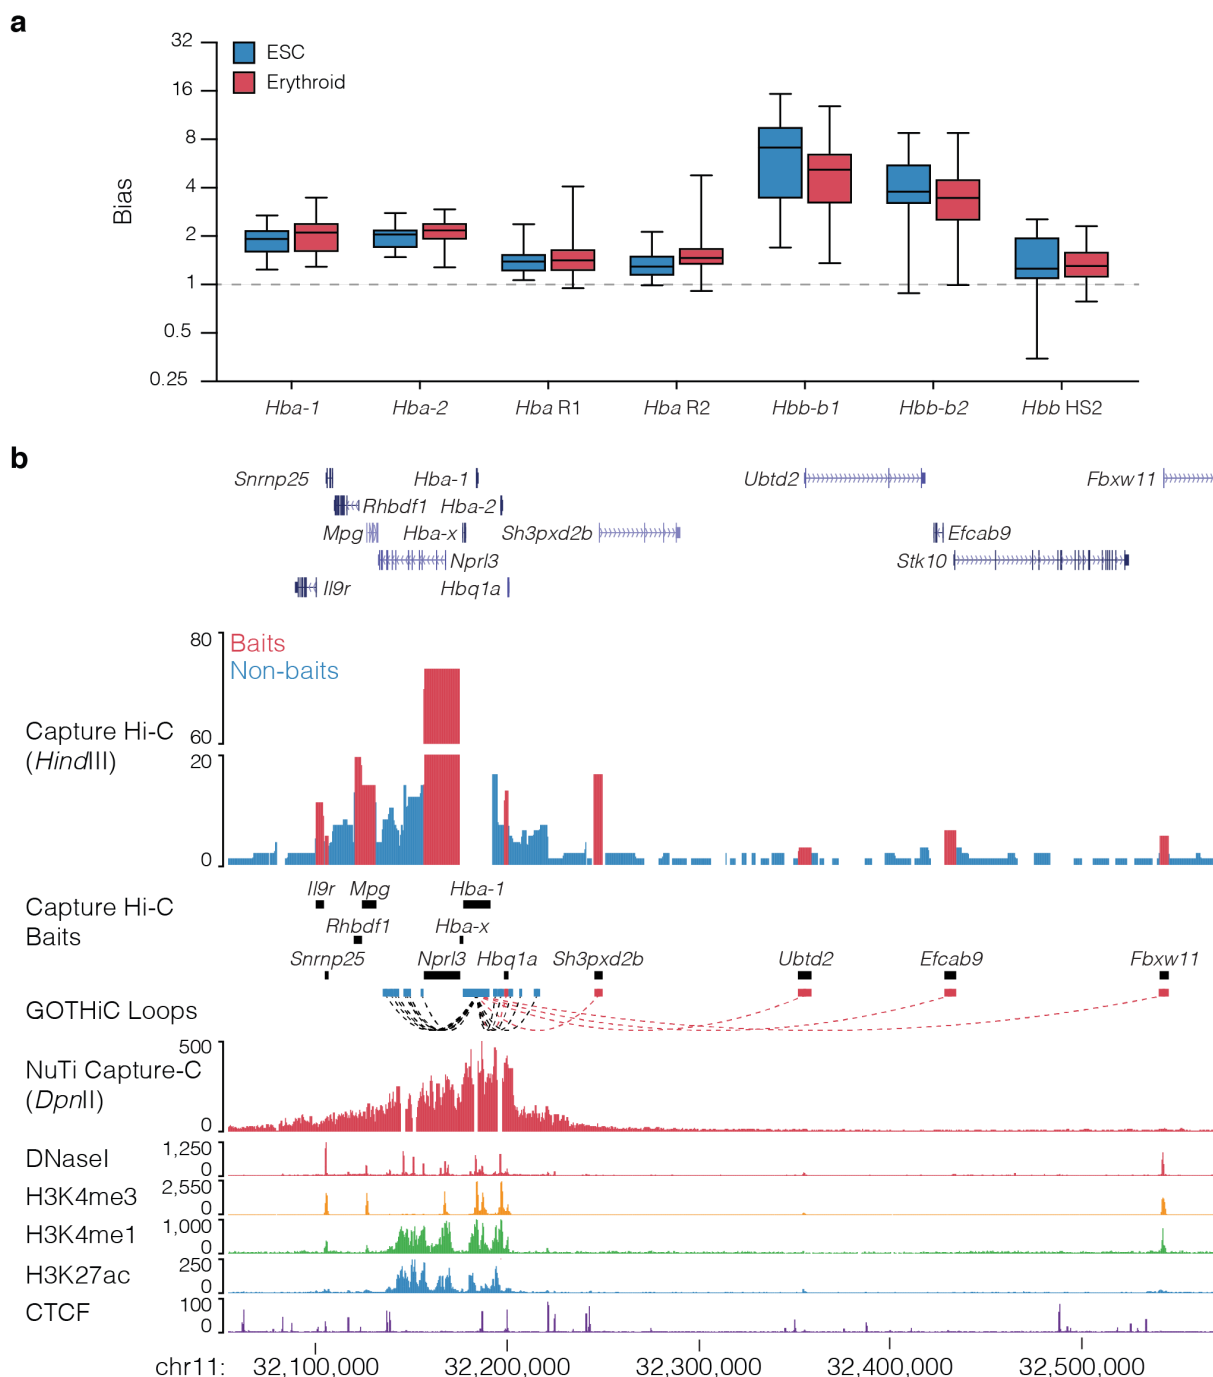 a
32
16
8
4
2
1
0.5
0.25
Bias
ESC
Erythroid
Hba-1 Hba-2 Hba R1 Hba R2 Hbb-b1 Hbb-b2 Hbb HS2
b
Snrnp25 Hba-1 Ubtd2 Fbxw11
Rhbdf1 Hba-2
Mpg Hba-x Sh3pxd2b Efcab9
Nprl3 Stk10
Il9r Hbq1a
80
Baits
Non-baits
Capture Hi-C
(HindIII)
60
20
0
Il9r Mpg Hba-1
Capture Hi-C
Baits
Rhbdf1 Hba-x
Snrnp25 Nprl3 Hbq1a Sh3pxd2b Ubtd2 Efcab9 Fbxw11
GOTHiC Loops
500
NuTi Capture-C
(DpnII)
0
DNaseI 1,250
0
H3K4me3 2,550
0
H3K4me1 1,000
0
H3K27ac 250
0
CTCF 100
0
chr11: 32,100,000 32,200,000 32,300,000 32,400,000 32,500,000